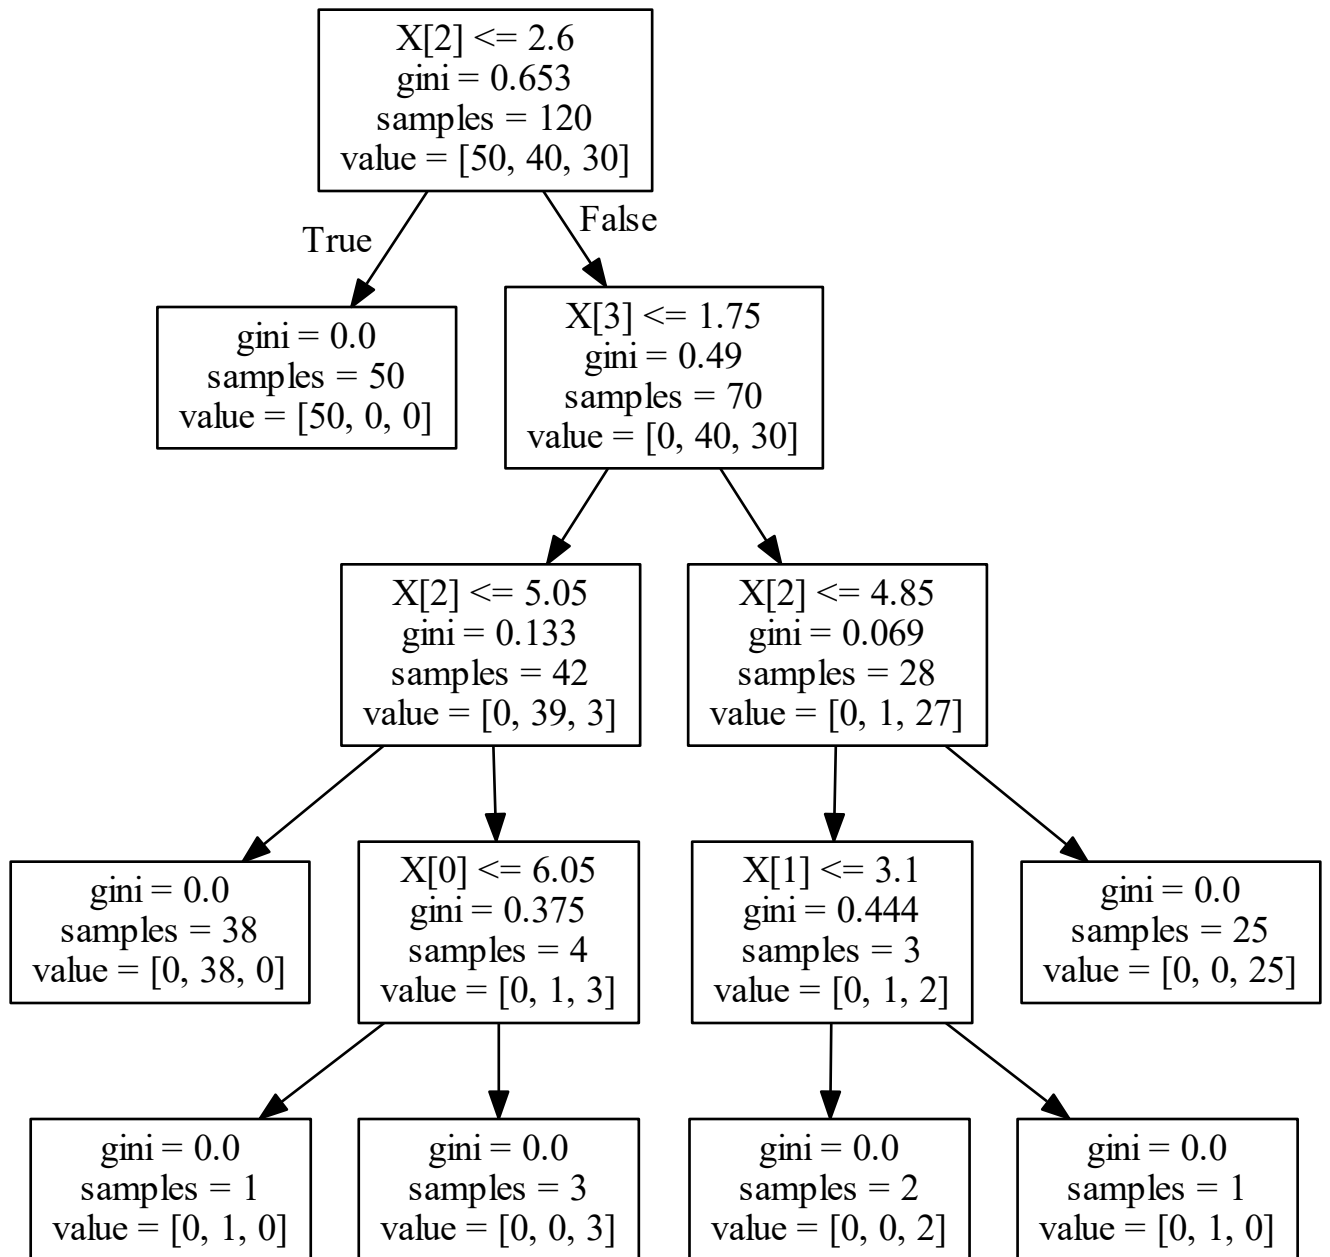 X[2] <= 2.6
gini = 0.653
samples = 120
value = [50, 40, 30]
True
False
gini = 0.0
samples = 50
value = [50, 0, 0]
X[3] <= 1.75
gini = 0.49
samples = 70
value = [0, 40, 30]
X[2] <= 5.05
gini = 0.133
samples = 42
value = [0, 39, 3]
X[2] <= 4.85
gini = 0.069
samples = 28
value = [0, 1, 27]
gini = 0.0
samples = 38
value = [0, 38, 0]
X[0] <= 6.05
gini = 0.375
samples = 4
value = [0, 1, 3]
X[1] <= 3.1
gini = 0.444
samples = 3
value = [0, 1, 2]
gini = 0.0
samples = 25
value = [0, 0, 25]
gini = 0.0
samples = 1
value = [0, 1, 0]
gini = 0.0
samples = 3
value = [0, 0, 3]
gini = 0.0
samples = 2
value = [0, 0, 2]
gini = 0.0
samples = 1
value = [0, 1, 0]